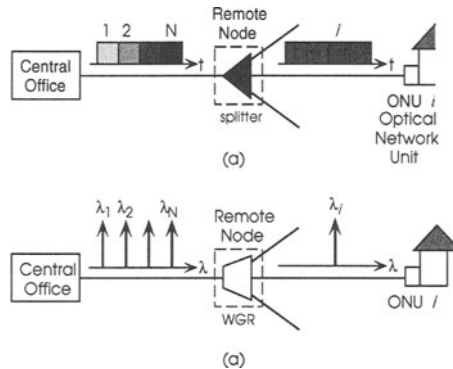 1 2 N
Remote
Node
i
Central
Office
t
t
splitter
ONU i
Optical
Network
Unit
(a)
λ1 λ2 λN
Remote
Node
λi
Central
Office
λ
λ
WGR
ONU i
(a)